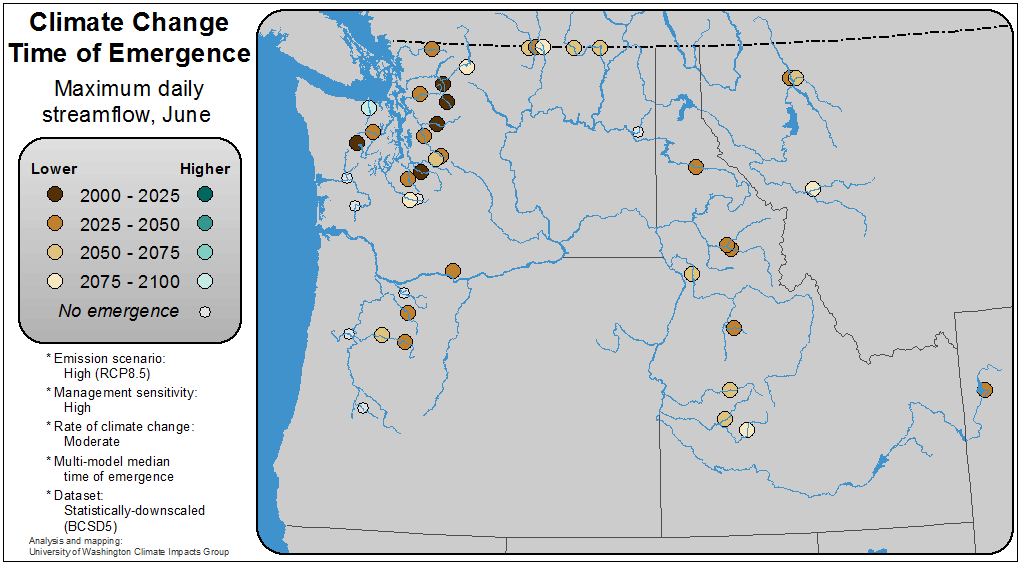 Climate Change
Time of Emergence
Maximum daily
streamflow, June
Lower Higher
2000 - 2025
2025 - 2050
2050 - 2075
2075 - 2100
No emergence
* Emission scenario:
High (RCP8.5)
* Management sensitivity:
High
* Rate of climate change:
Moderate
* Multi-model median
time of emergence
* Dataset:
Statistically-downscaled
(BCSD5)
Analysis and mapping:
University of Washington Climate Impacts Group